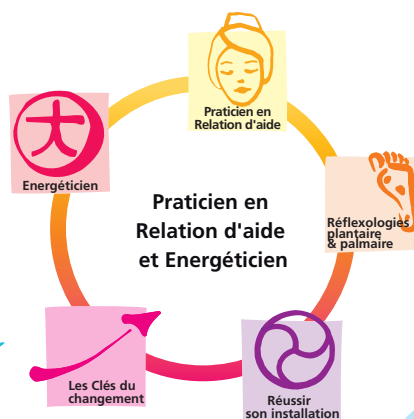 Praticien en
Relation d'aide
Energéticien
Praticien en
Relation d'aide
et Energéticien
Réflexologies
plantaire
& palmaire
Les Clés du
changement
Réussir
son installation